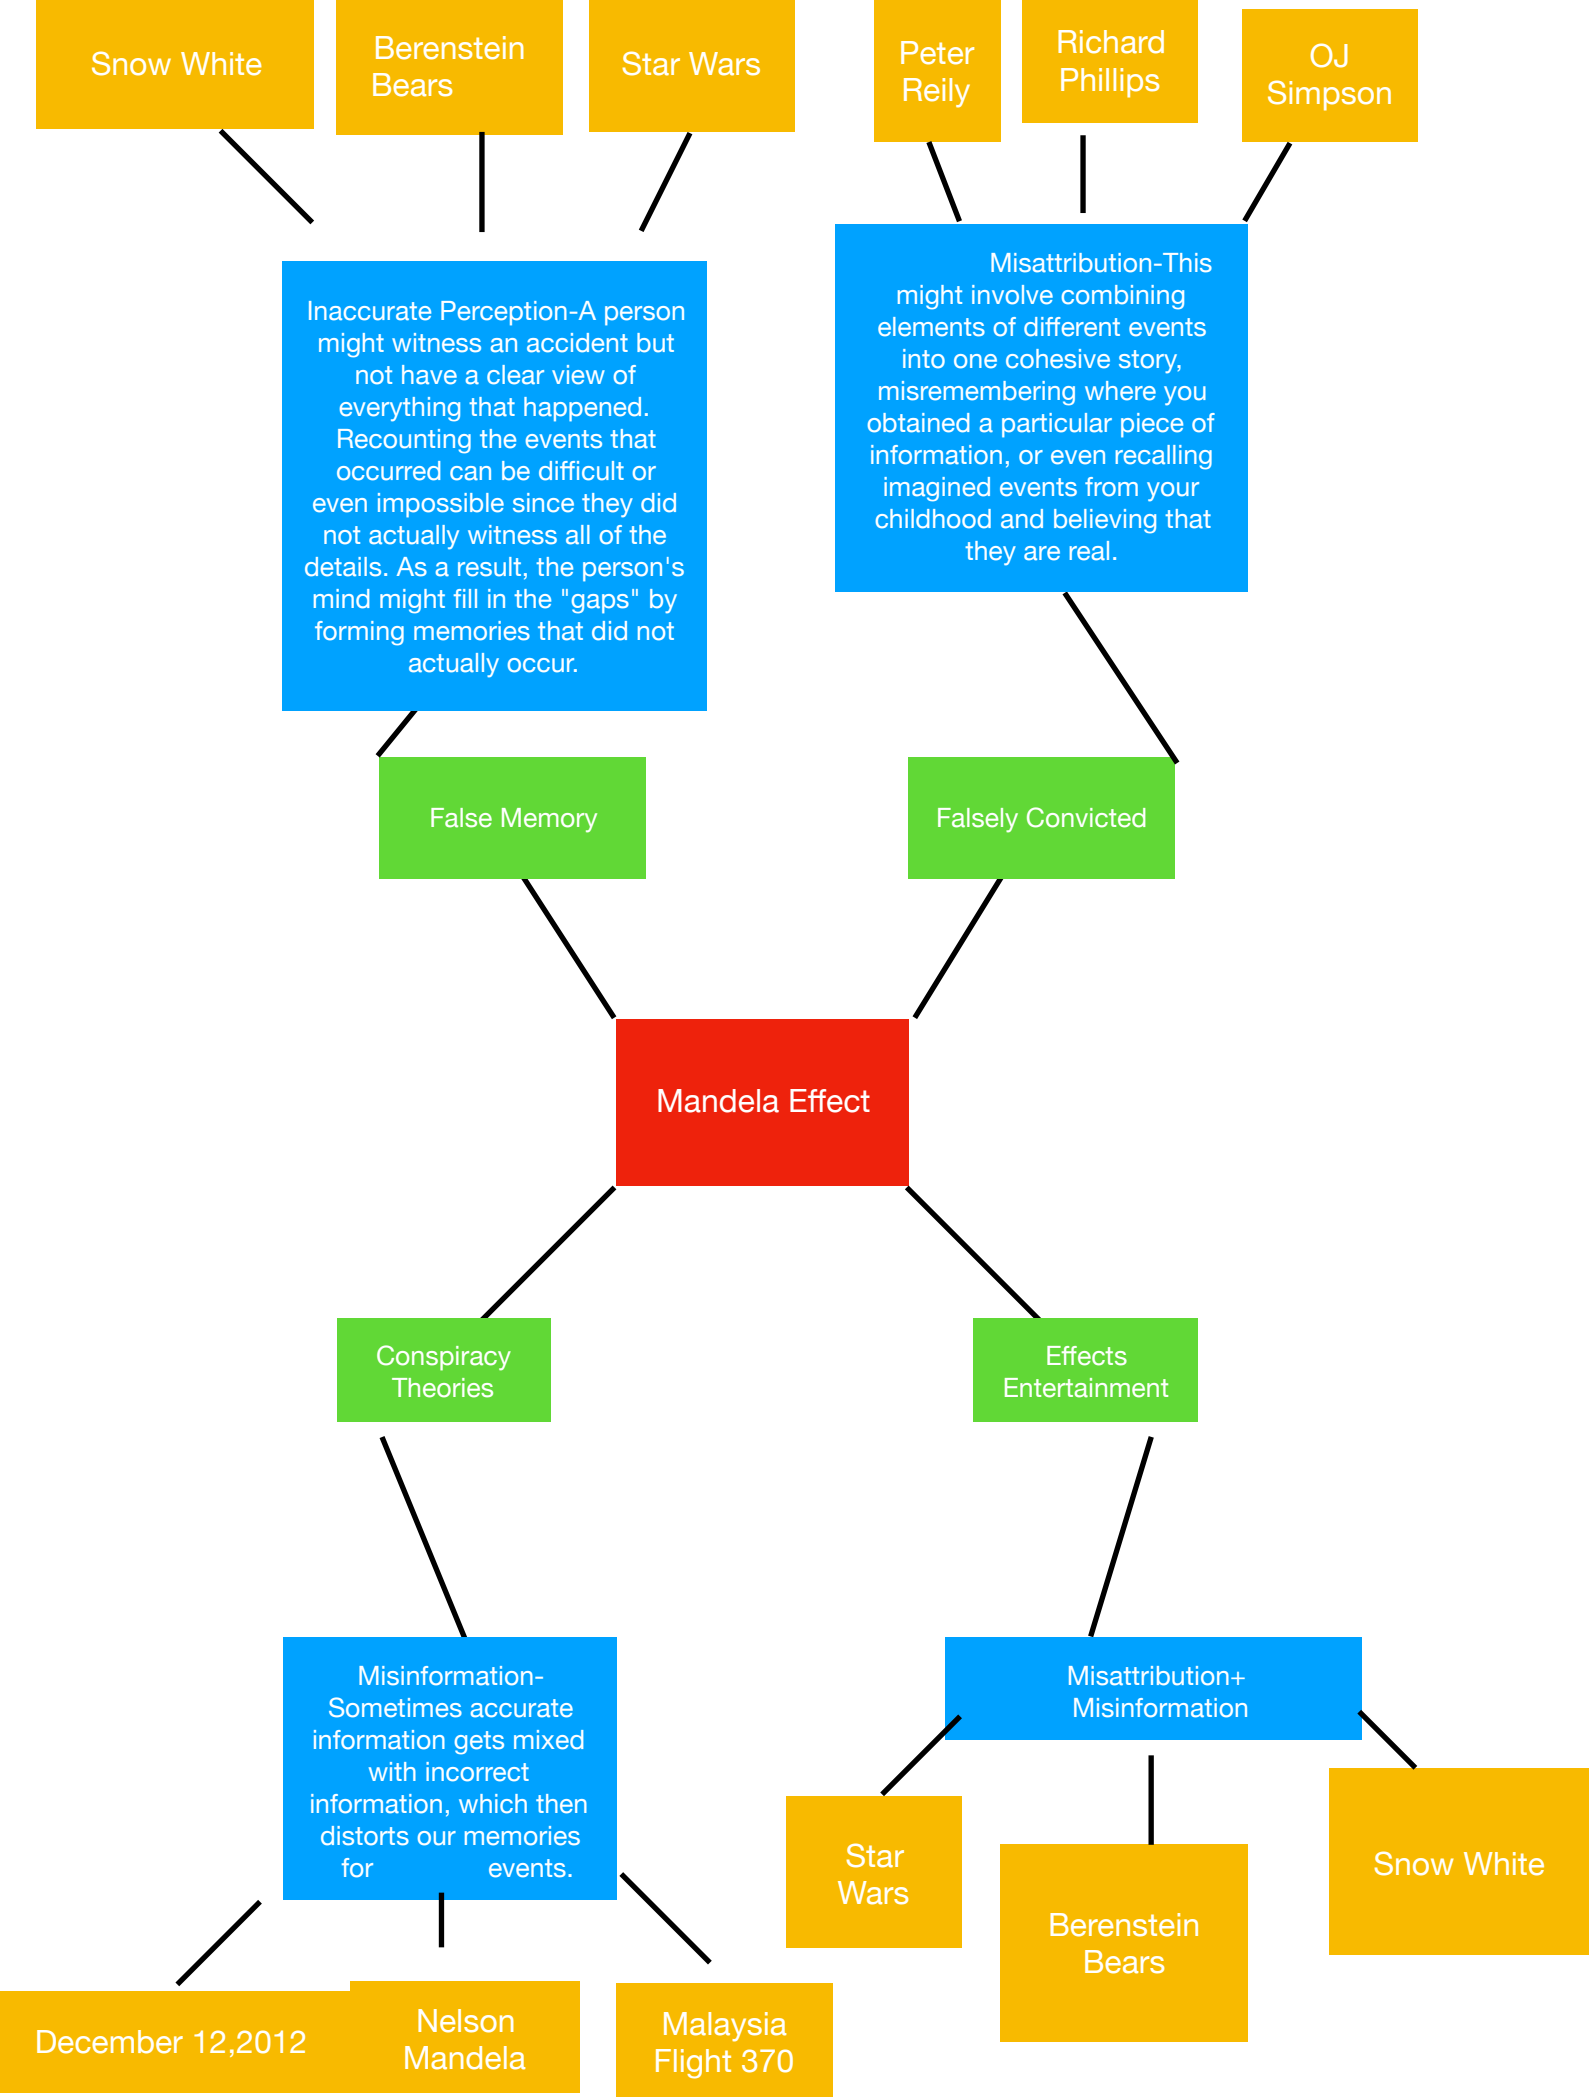 Snow White
Berenstein
Bears
Star Wars
Peter
Reily
Richard
Phillips
OJ
Simpson
Inaccurate Perception-A person
might witness an accident but
not have a clear view of
everything that happened.
Recounting the events that
occurred can be difficult or
even impossible since they did
not actually witness all of the
details. As a result, the person's
mind might fill in the "gaps" by
forming memories that did not
actually occur.
Misattribution-This
might involve combining
elements of different events
into one cohesive story,
misremembering where you
obtained a particular piece of
information, or even recalling
imagined events from your
childhood and believing that
they are real.
False Memory
Falsely Convicted
Mandela Effect
Conspiracy
Theories
Effects
Entertainment
Misinformation-
Sometimes accurate
information gets mixed
with incorrect
information, which then
distorts our memories
for events.
Misattribution+
Misinformation
Star
Wars
Berenstein
Bears
Snow White
December 12,2012
Nelson
Mandela
Malaysia
Flight 370